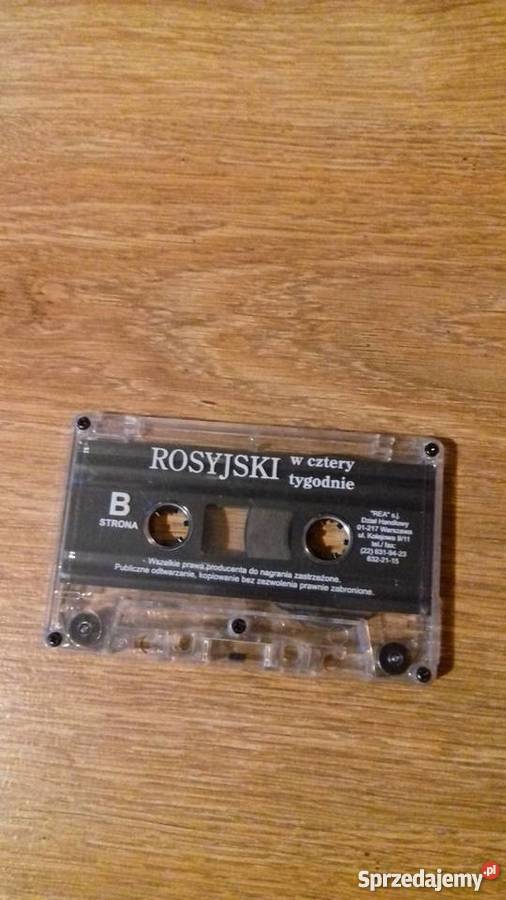 ROSYJSKI w cztery
tygodnie
B
STRONA
"REA" s.j.
Dział Handlowy
01-217 Warszawa
ul. Kolejowa 9/11
tel./ fax:
(22) 631-94-23
632-21-15
- Wszelkie prawa producenta do nagrania zastrzeżone.
Publiczne odtwarzanie, kopiowanie bez zezwolenia prawnie zabronione.
Sprzedajemy.pl